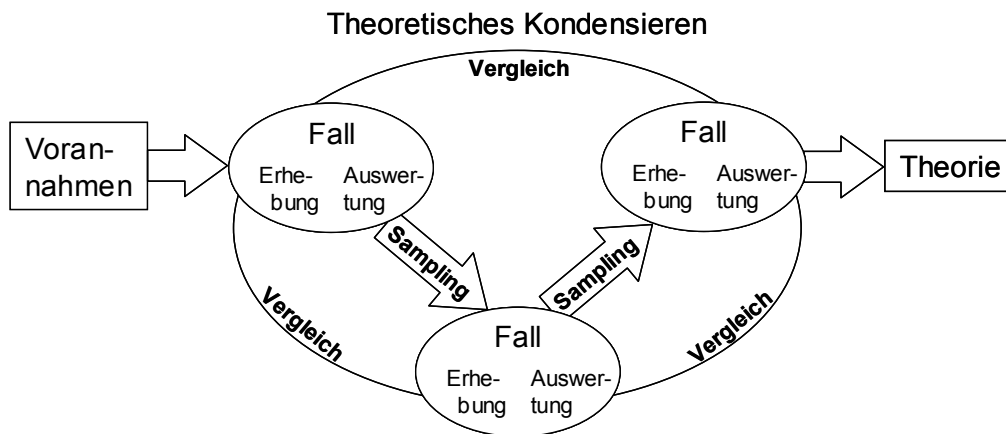 Theoretisches Kondensieren
Vergleich
Voran-
nahmen
Fall
Erhe-
bung
Auswer-
tung
Sampling
Vergleich
Fall
Erhe-
bung
Auswer-
tung
Sampling
Fall
Erhe-
bung
Auswer-
tung
Vergleich
Theorie